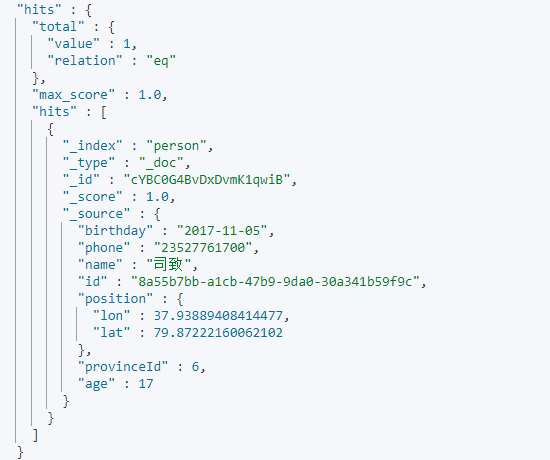 "hits" : {
"total" : {
"value" : 1,
"relation" : "eq"
},
"max_score" : 1.0,
"hits" : [
{
"_index" : "person",
"_type" : "_doc",
"_id" : "cYBC0G4BvDxDvmK1qwiB",
"_score" : 1.0,
"_source" : {
"birthday" : "2017-11-05",
"phone" : "23527761700",
"name" : "司致",
"id" : "8a55b7bb-a1cb-47b9-9da0-30a341b59f9c",
"position" : {
"lon" : 37.93889408414477,
"lat" : 79.87222160062102
},
"provinceId" : 6,
"age" : 17
}
}
]
}